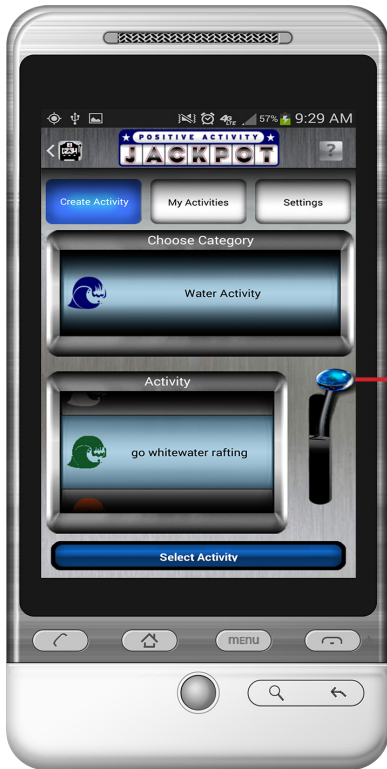 57% 9:29 AM
POSITIVE ACTIVITY
JACKPOT
?
Create Activity My Activities Settings
Choose Category
Water Activity
Activity
go whitewater rafting
Select Activity
MENU